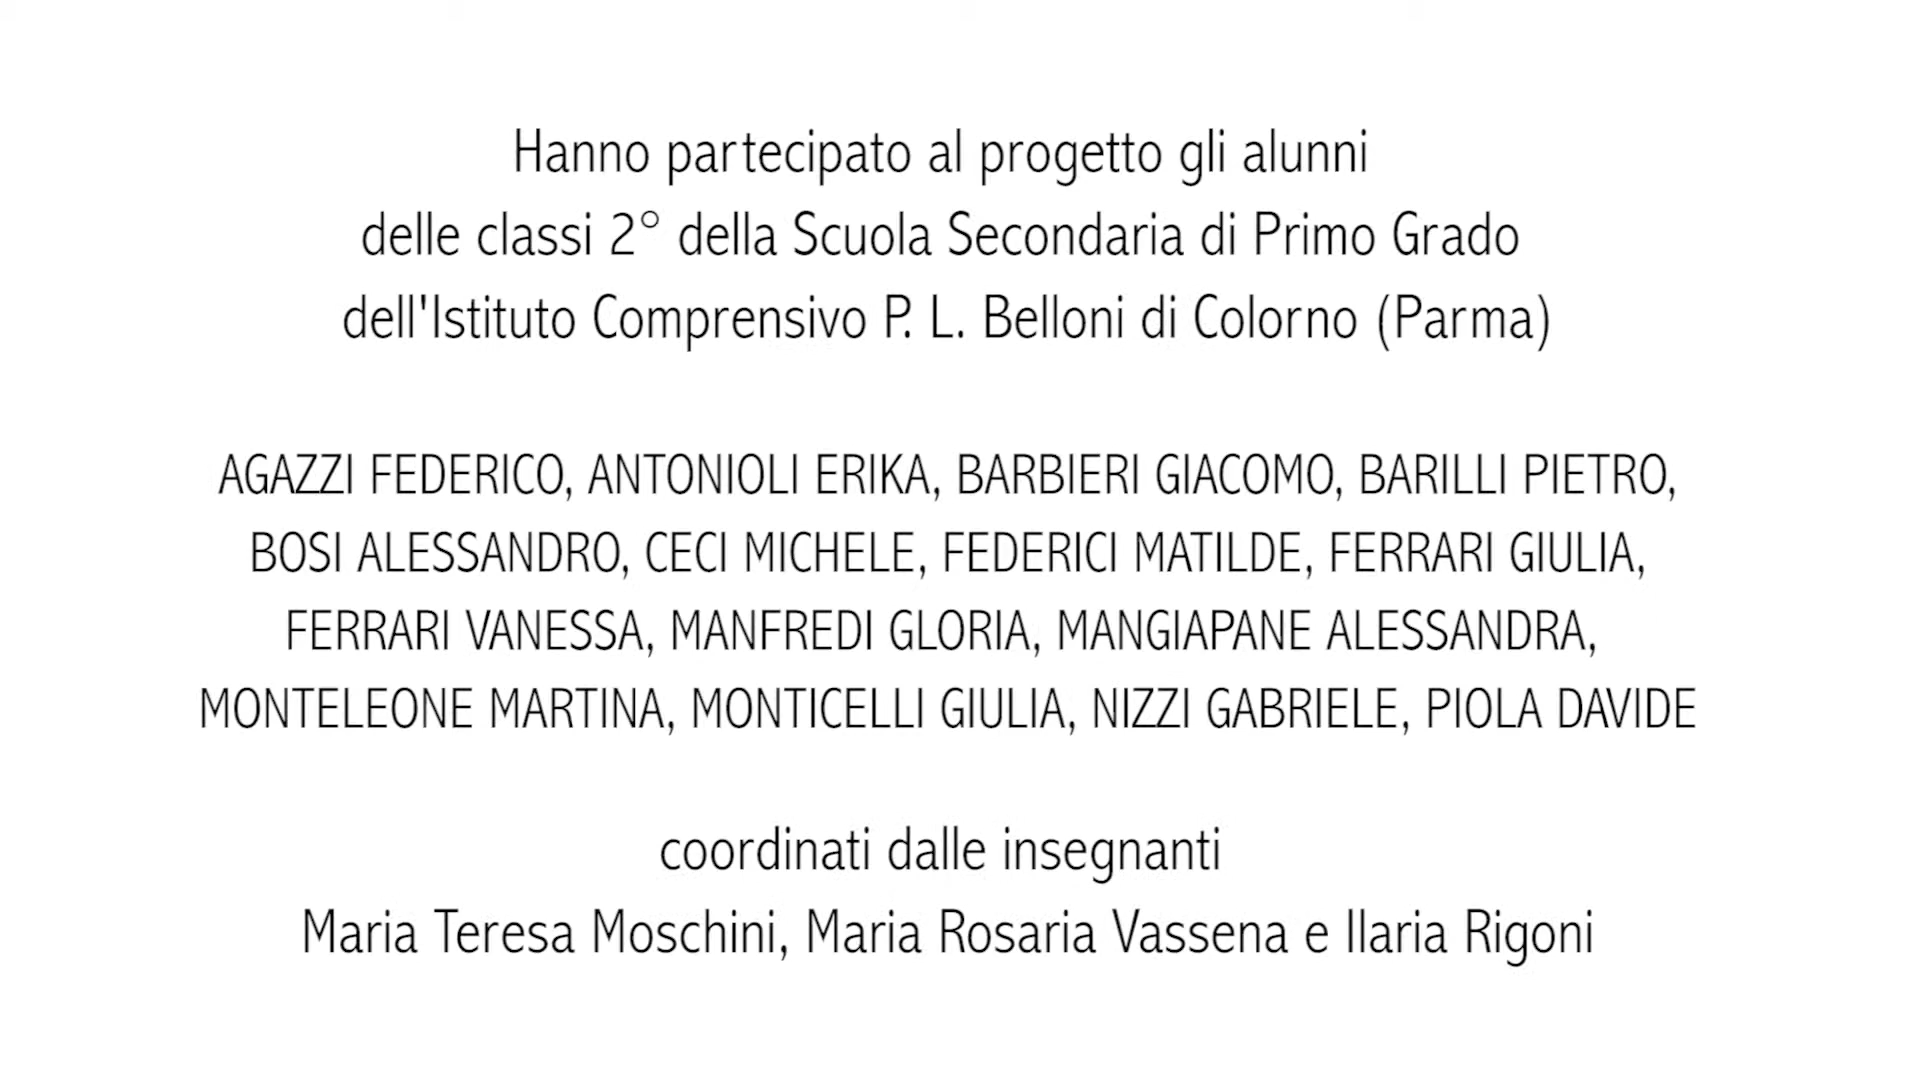 Hanno partecipato al progetto gli alunni
delle classi 2° della Scuola Secondaria di Primo Grado
dell'Istituto Comprensivo P. L. Belloni di Colorno (Parma)
AGAZZI FEDERICO, ANTONIOLI ERIKA, BARBIERI GIACOMO, BARILLI PIETRO,
BOSI ALESSANDRO, CECI MICHELE, FEDERICI MATILDE, FERRARI GIULIA,
FERRARI VANESSA, MANFREDI GLORIA, MANGIAPANE ALESSANDRA,
MONTELEONE MARTINA, MONTICELLI GIULIA, NIZZI GABRIELE, PIOLA DAVIDE
coordinati dalle insegnanti
Maria Teresa Moschini, Maria Rosaria Vassena e Ilaria Rigoni